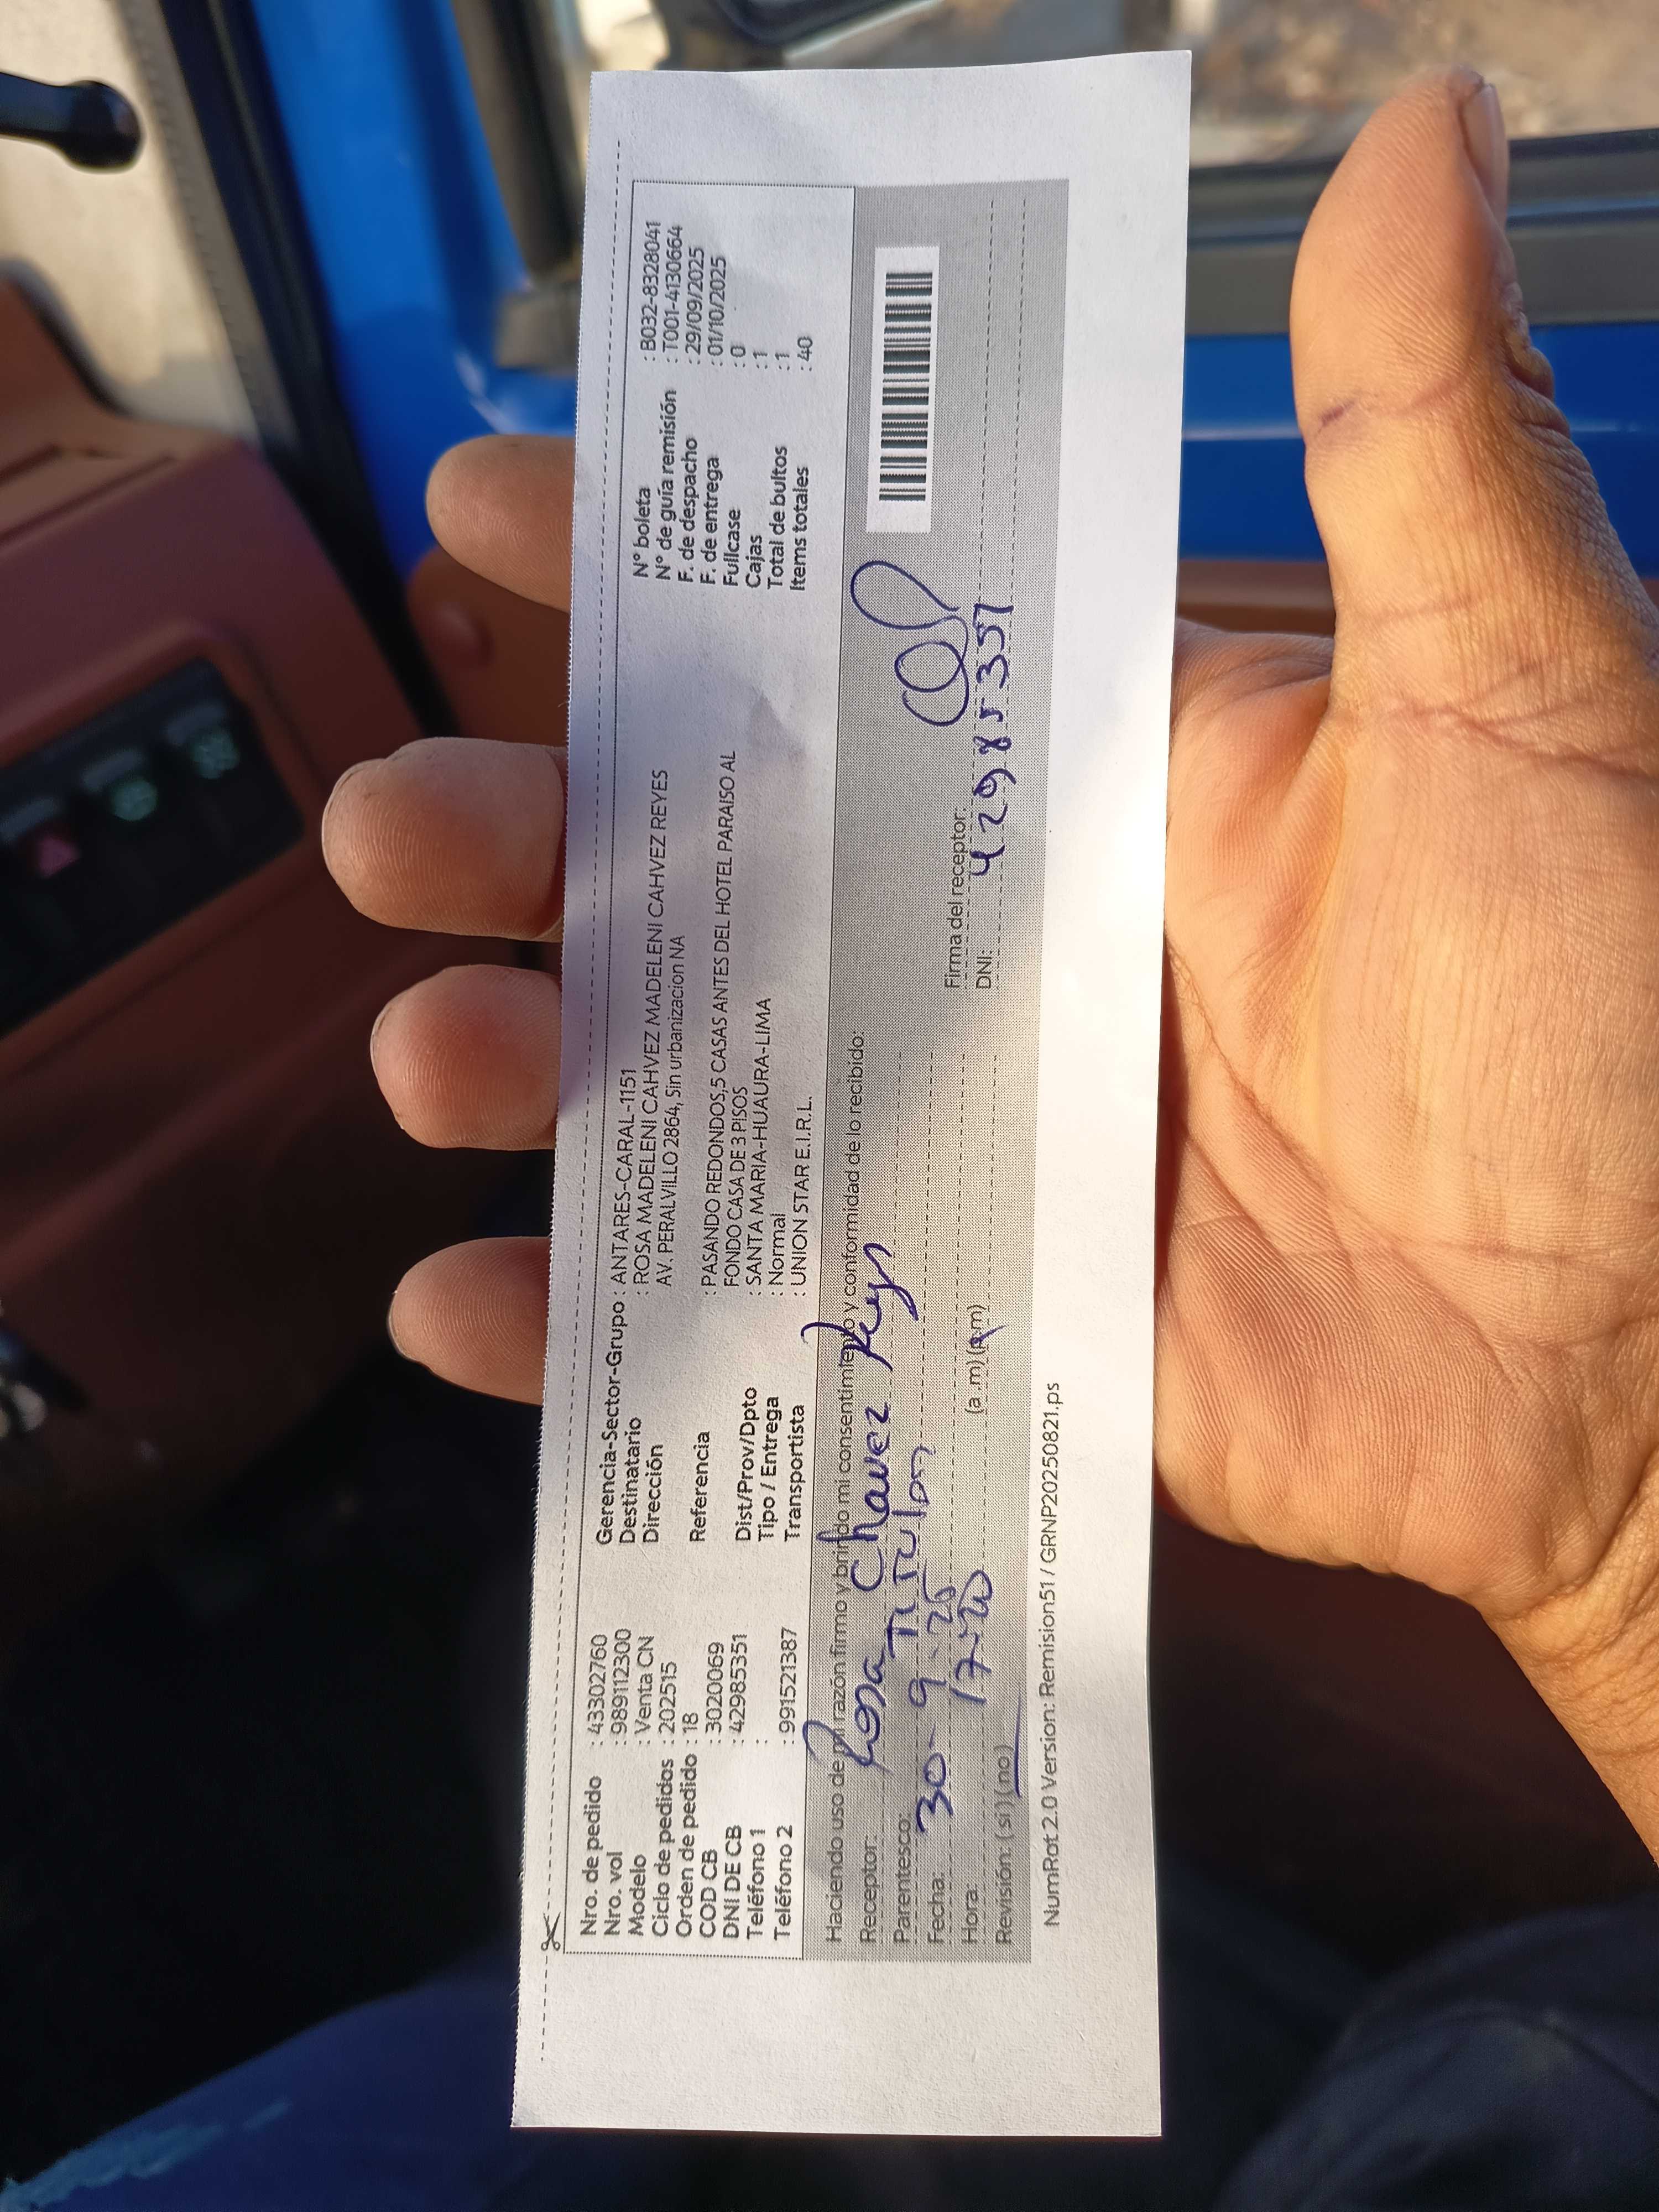 Nro. de pedido : 43302760
Nro. vol : 989112300
Modelo : Venta CN
Ciclo de pedidos : 202515
Orden de pedido : 18
COD CB : 3020069
DNI DE CB : 42985351
Teléfono 1 :
Teléfono 2 : 991521387
Gerencia-Sector-Grupo : ANTARES-CARAL-1151
Destinatario : ROSA MADELENI CAHVEZ MADELENI CAHVEZ REYES
Dirección AV. PERALVILLO 2864, Sin urbanizacion NA
Referencia : PASANDO REDONDOS,5 CASAS ANTES DEL HOTEL PARAISO AL
FONDO CASA DE 3 PISOS
Dist/Prov/Dpto : SANTA MARIA-HUAURA-LIMA
Tipo / Entrega : Normal
Transportista : UNION STAR E.I.R.L.
N° boleta : B032-8328041
N° de guía remisión : T001-4130664
F. de despacho : 29/09/2025
F. de entrega : 01/10/2025
Fullcase : 0
Cajas : 1
Total de bultos : 1
Items totales : 40
Haciendo uso de mi razón firmo y brindo mi consentimiento y conformidad de lo recibido:
Receptor: Rosa Chavez Reyes
Parentesco: Titular
Fecha: 30-9-25
Hora: 17:20 (a.m) (p.m)
Revisión: (si) (no)
Firma del receptor:
DNI: 42985351
NumRot 2.0 Version: Remision51 / GRNP20250821.ps